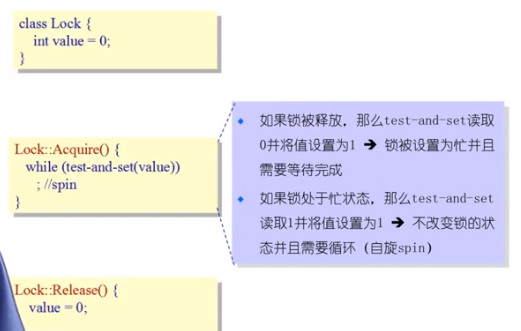 class Lock {
int value = 0;
}
Lock::Acquire() {
while (test-and-set(value))
; //spin
}
如果锁被释放，那么test-and-set读取
0并将值设置为1 ➔ 锁被设置为忙并且
需要等待完成
如果锁处于忙状态，那么test-and-set
读取1并将值设置为1 ➔ 不改变锁的状
态并且需要循环（自旋spin）
Lock::Release() {
value = 0;